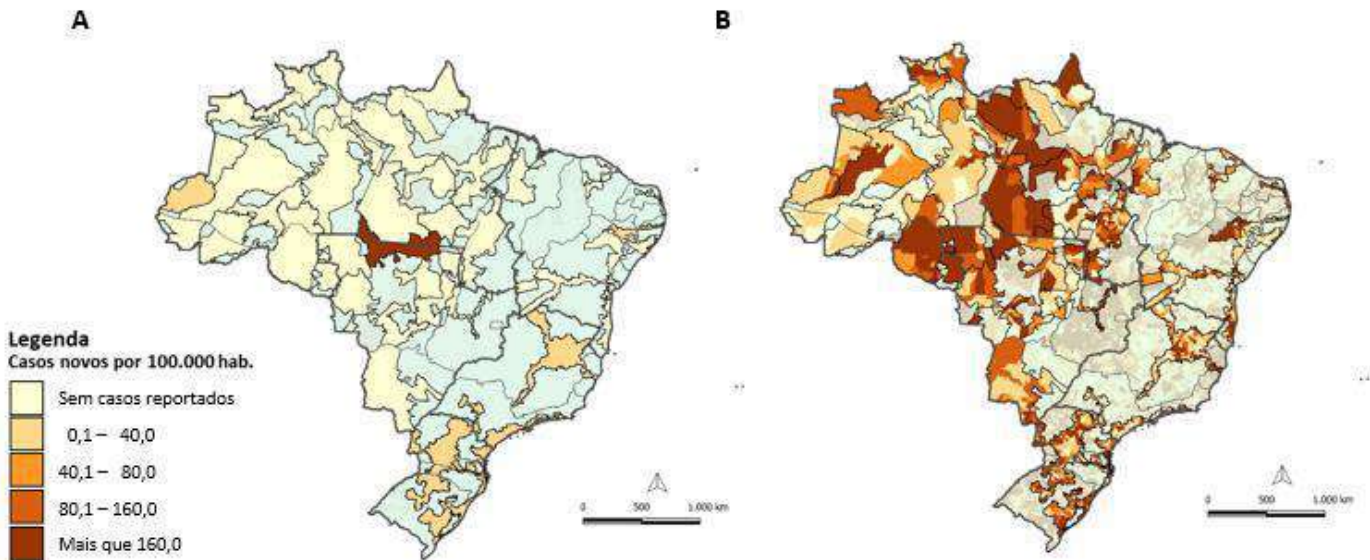 A
B
Legenda
Casos novos por 100.000 hab.
Sem casos reportados
0,1 – 40,0
40,1 – 80,0
80,1 – 160,0
Mais que 160,0
0 500 1.000 km
0 500 1.000 km